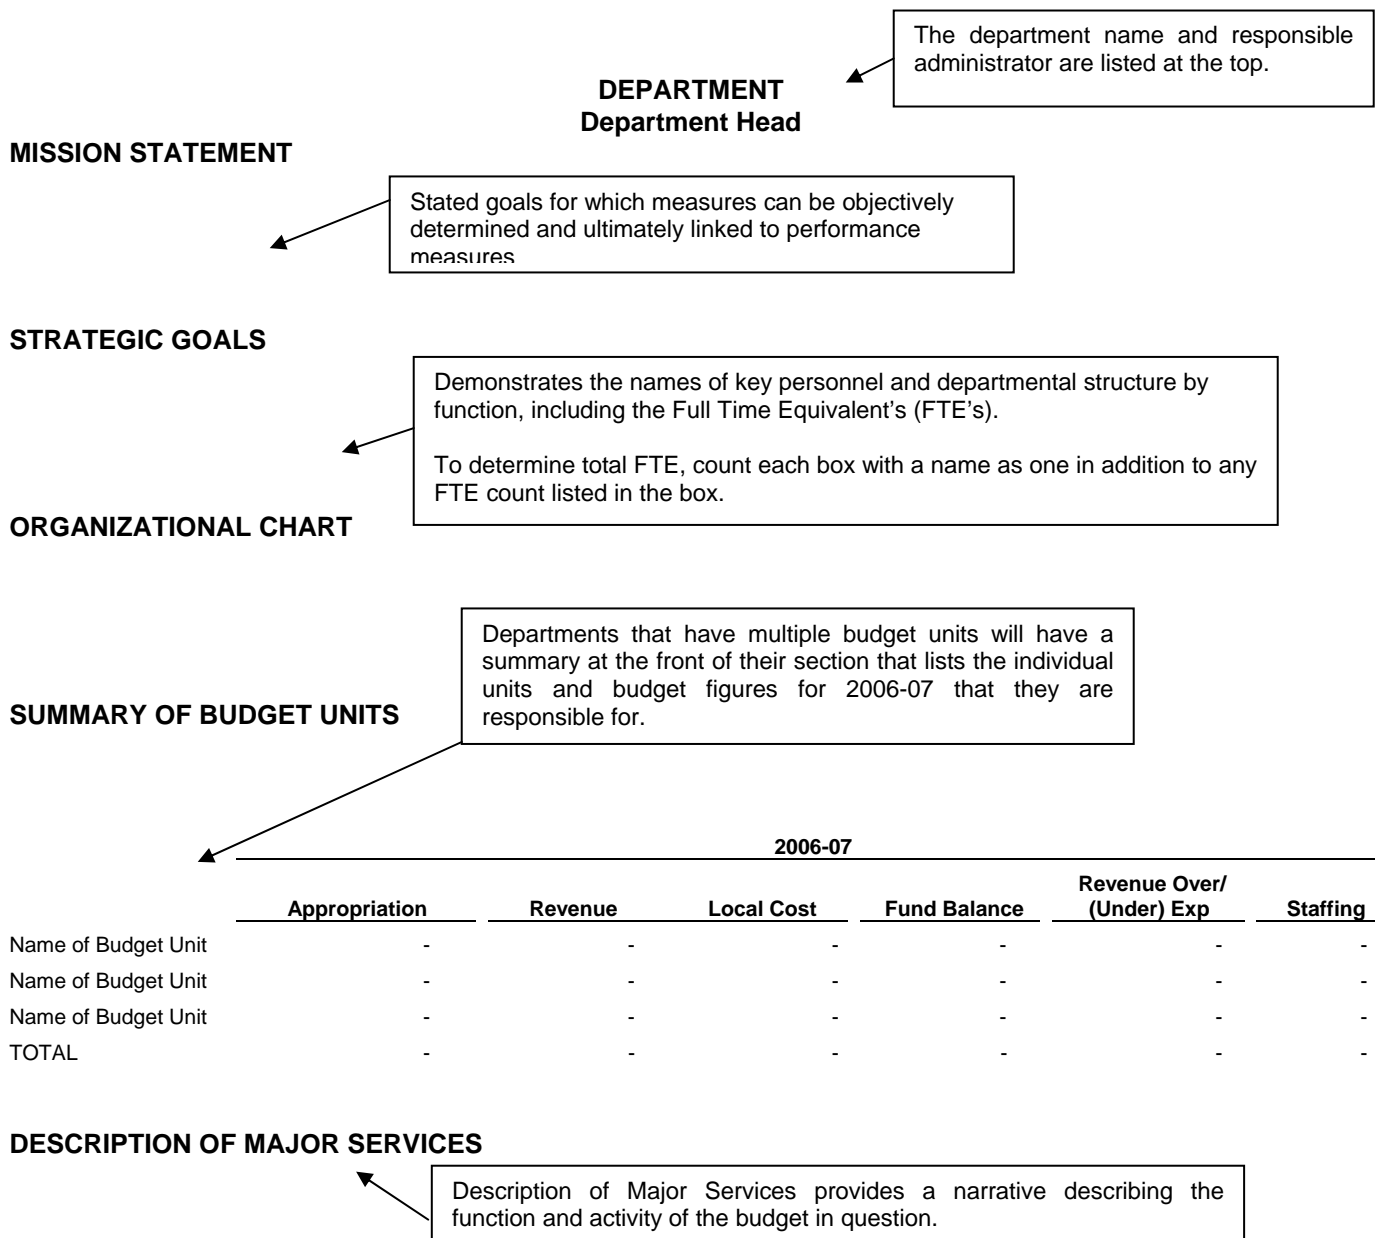 The department name and responsible
administrator are listed at the top.
DEPARTMENT
Department Head
MISSION STATEMENT
Stated goals for which measures can be objectively
determined and ultimately linked to performance
measures
STRATEGIC GOALS
Demonstrates the names of key personnel and departmental structure by
function, including the Full Time Equivalent's (FTE's).
To determine total FTE, count each box with a name as one in addition to any
FTE count listed in the box.
ORGANIZATIONAL CHART
Departments that have multiple budget units will have a
summary at the front of their section that lists the individual
units and budget figures for 2006-07 that they are
responsible for.
SUMMARY OF BUDGET UNITS
2006-07
Appropriation Revenue Local Cost Fund Balance Revenue Over/ (Under) Exp Staffing
Name of Budget Unit - - - - - -
Name of Budget Unit - - - - - -
Name of Budget Unit - - - - - -
TOTAL - - - - - -
DESCRIPTION OF MAJOR SERVICES
Description of Major Services provides a narrative describing the
function and activity of the budget in question.